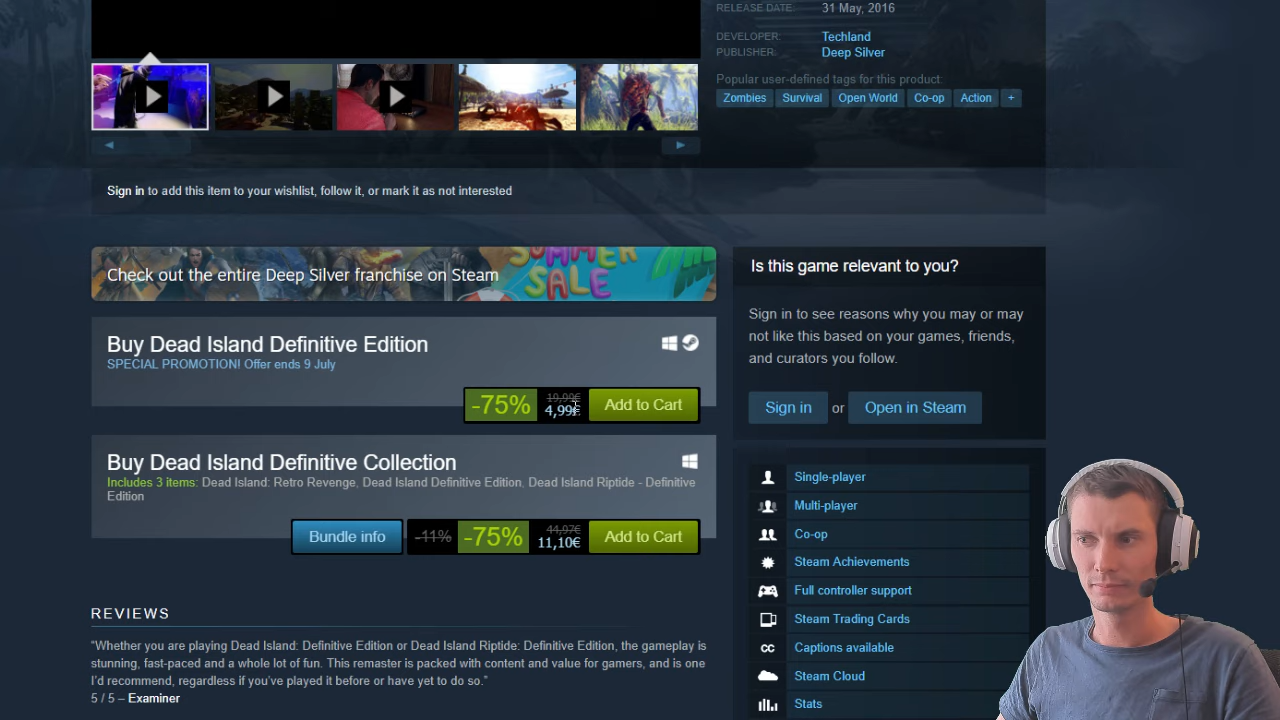 RELEASE DATE: 31 May, 2016
DEVELOPER: Techland
PUBLISHER: Deep Silver
Popular user-defined tags for this product:
Zombies Survival Open World Co-op Action +
Sign in to add this item to your wishlist, follow it, or mark it as not interested
SUMMER
SALE
Check out the entire Deep Silver franchise on Steam
Buy Dead Island Definitive Edition
SPECIAL PROMOTION! Offer ends 9 July
-75% 19,99€ 4,99€ Add to Cart
Buy Dead Island Definitive Collection
Includes 3 items: Dead Island: Retro Revenge, Dead Island Definitive Edition, Dead Island Riptide - Definitive
Edition
Bundle info -11% -75% 44,97€ 11,10€ Add to Cart
REVIEWS
“Whether you are playing Dead Island: Definitive Edition or Dead Island Riptide: Definitive Edition, the gameplay is
stunning, fast-paced and a whole lot of fun. This remaster is packed with content and value for gamers, and is one
I'd recommend, regardless if you've played it before or have yet to do so.”
5 / 5 – Examiner
Is this game relevant to you?
Sign in to see reasons why you may or may
not like this based on your games, friends,
and curators you follow.
Sign in or Open in Steam
Single-player
Multi-player
Co-op
Steam Achievements
Full controller support
Steam Trading Cards
CC Captions available
Steam Cloud
Stats